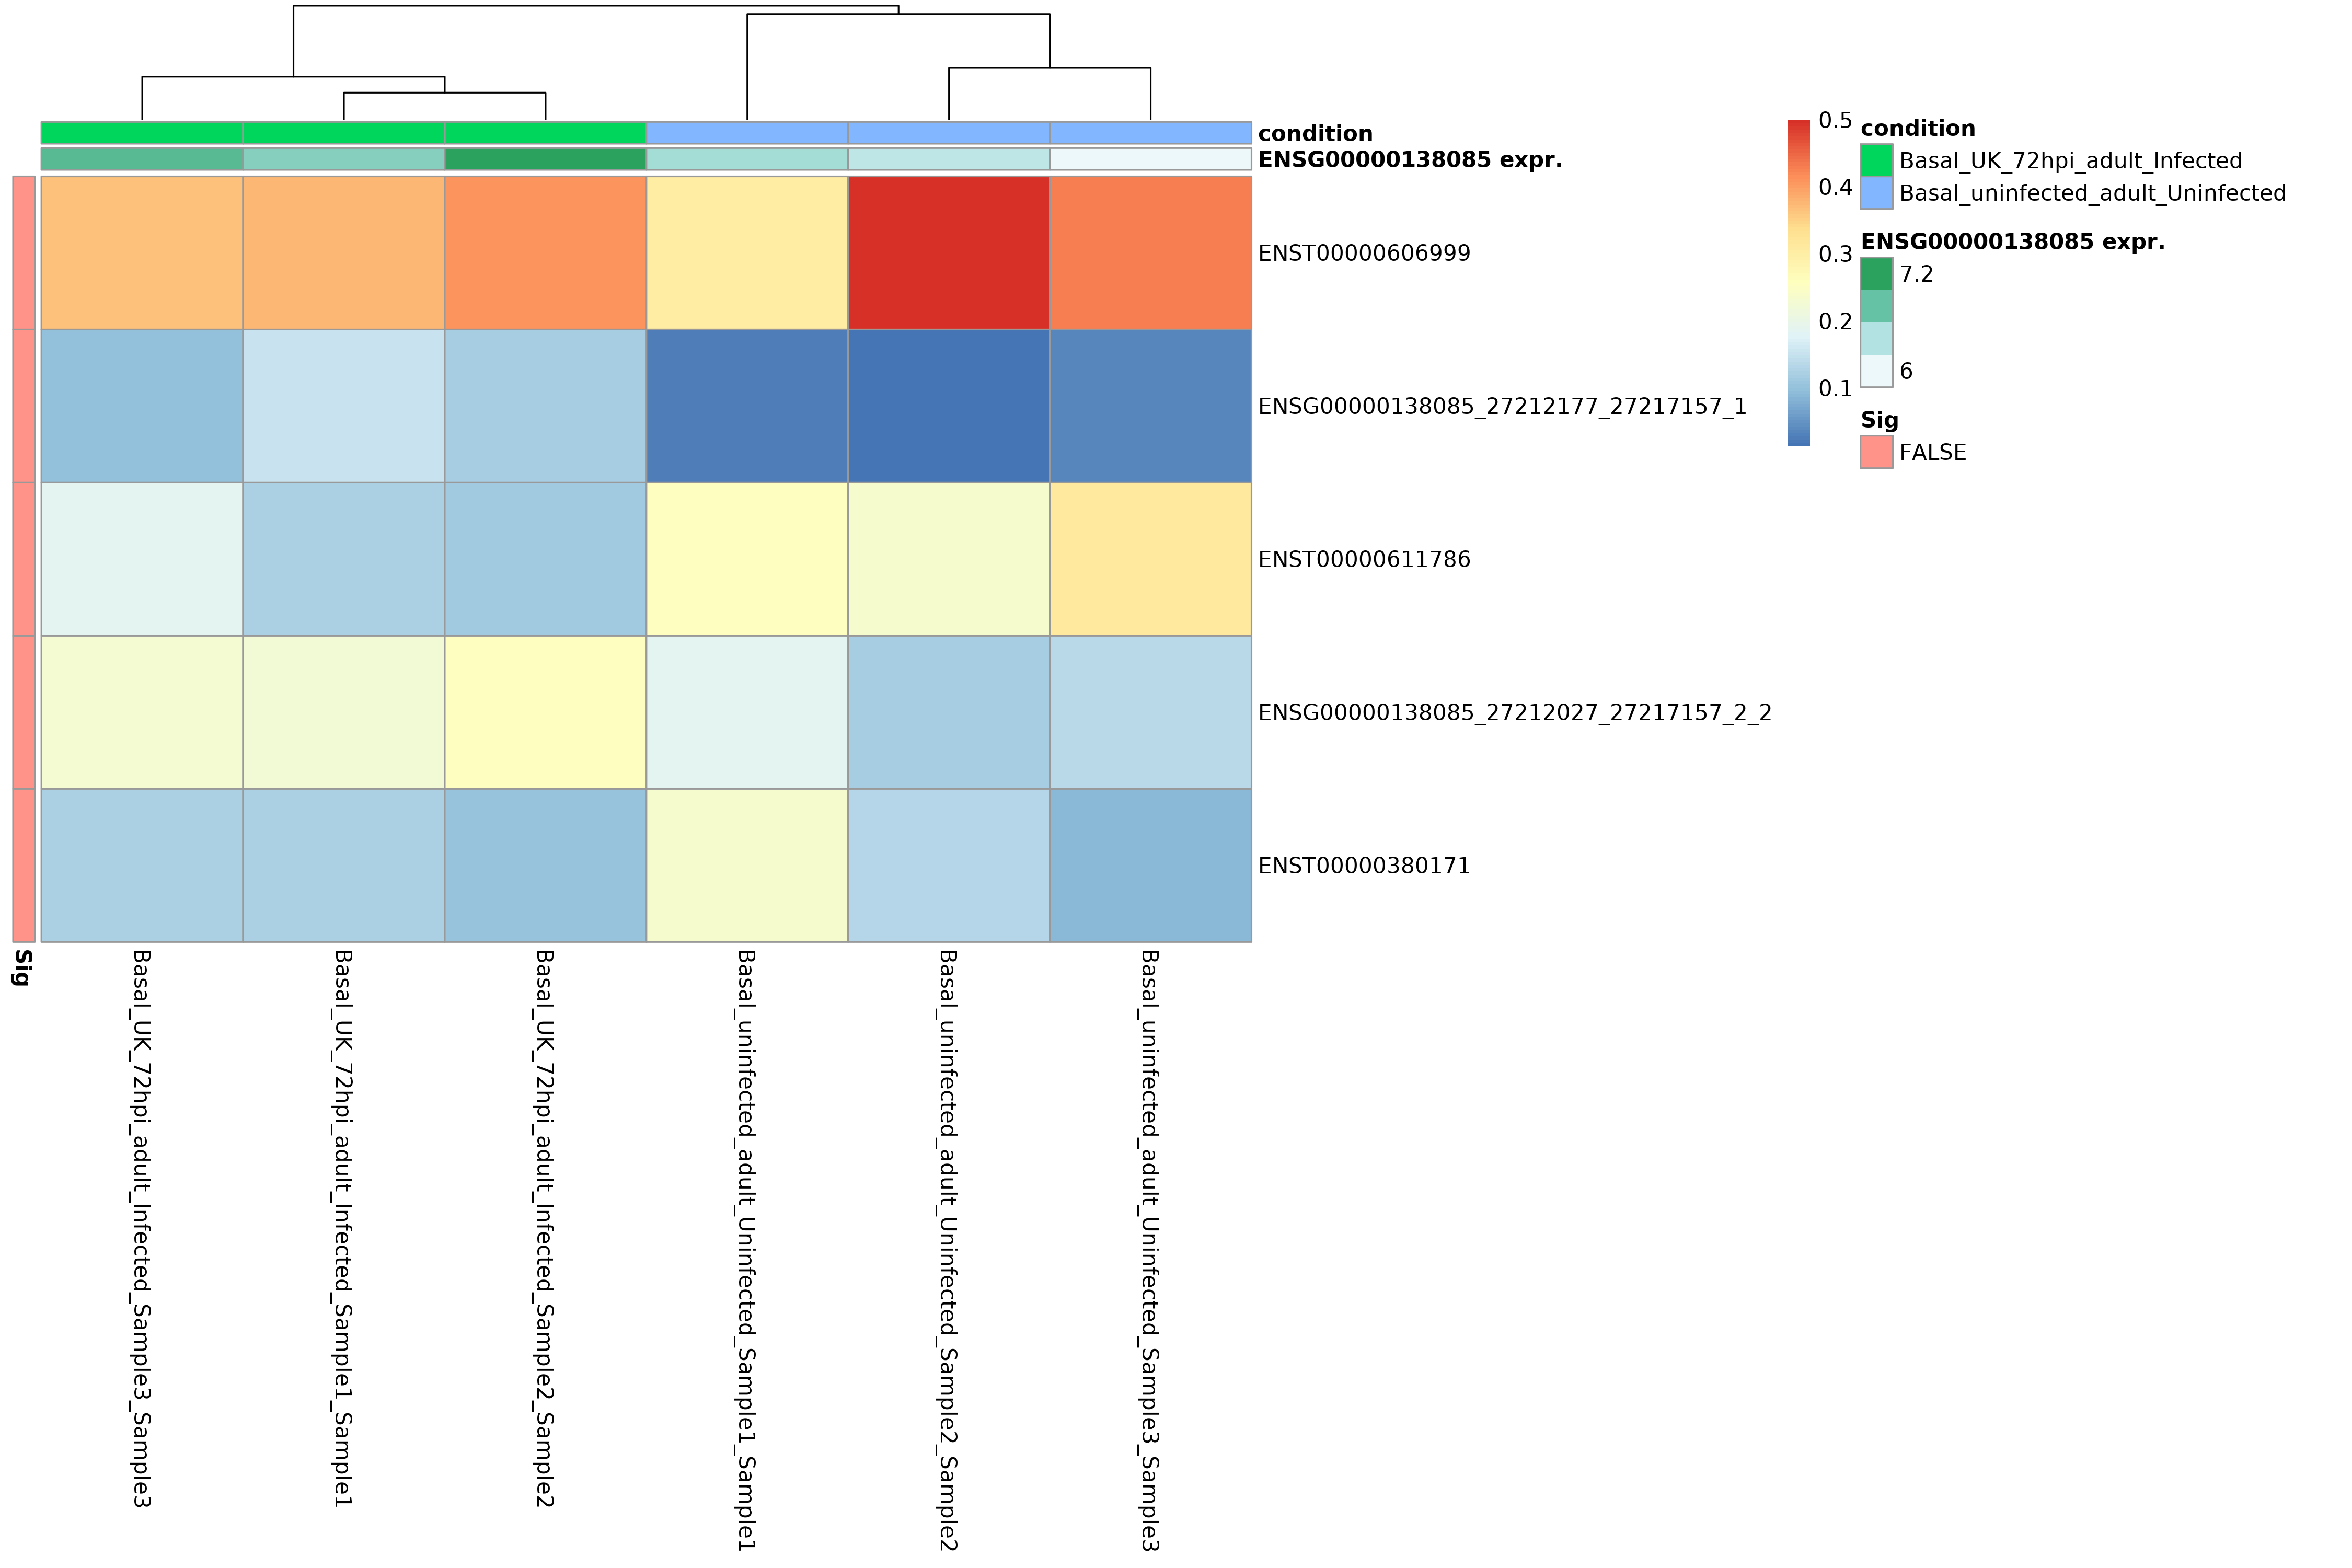 condition
ENSG00000138085 expr.
ENST00000606999
ENSG00000138085_27212177_27217157_1
ENST00000611786
ENSG00000138085_27212027_27217157_2_2
ENST00000380171
Sig
Basal_UK_72hpi_adult_Infected_Sample3_Sample3
Basal_UK_72hpi_adult_Infected_Sample1_Sample1
Basal_UK_72hpi_adult_Infected_Sample2_Sample2
Basal_uninfected_adult_Uninfected_Sample1_Sample1
Basal_uninfected_adult_Uninfected_Sample2_Sample2
Basal_uninfected_adult_Uninfected_Sample3_Sample3
0.5
0.4
0.3
0.2
0.1
condition
Basal_UK_72hpi_adult_Infected
Basal_uninfected_adult_Uninfected
ENSG00000138085 expr.
7.2
6
Sig
FALSE